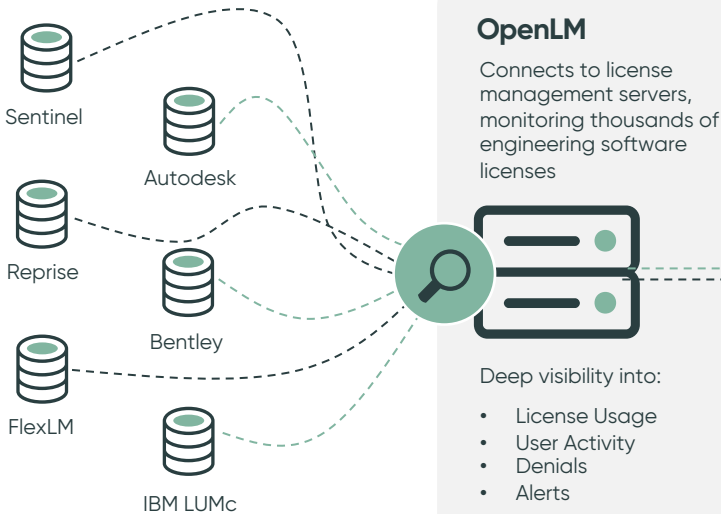 Sentinel
Autodesk
Reprise
Bentley
FlexLM
IBM LUMc
OpenLM
Connects to license
management servers,
monitoring thousands of
engineering software
licenses
Deep visibility into:
• License Usage
• User Activity
• Denials
• Alerts